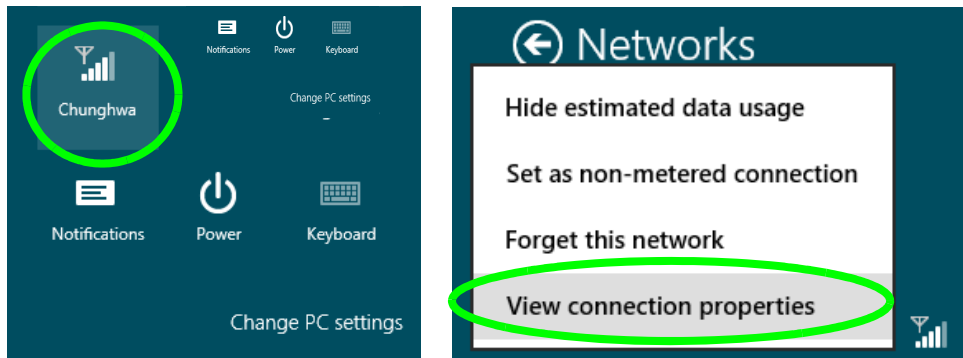 Notifications Power Keyboard
Chunghwa
Change PC settings
Notifications Power Keyboard
Change PC settings
Networks
Hide estimated data usage
Set as non-metered connection
Forget this network
View connection properties